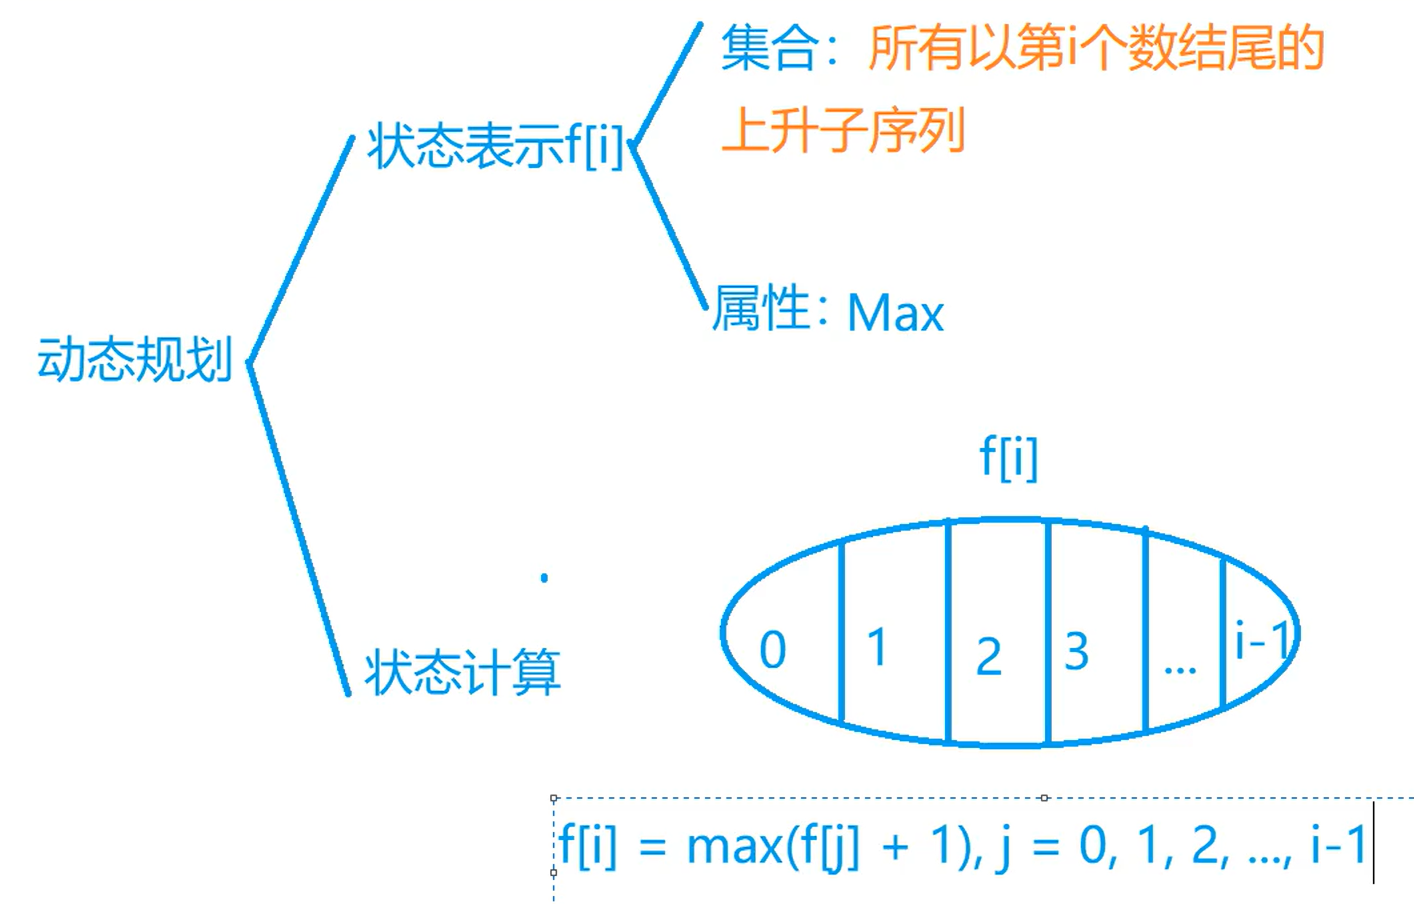 集合：所有以第i个数结尾的
上升子序列
状态表示f[i]
属性：Max
动态规划
f[i]
0 1 2 3 ... i-1
状态计算
f[i] = max(f[j] + 1), j = 0, 1, 2, ..., i-1